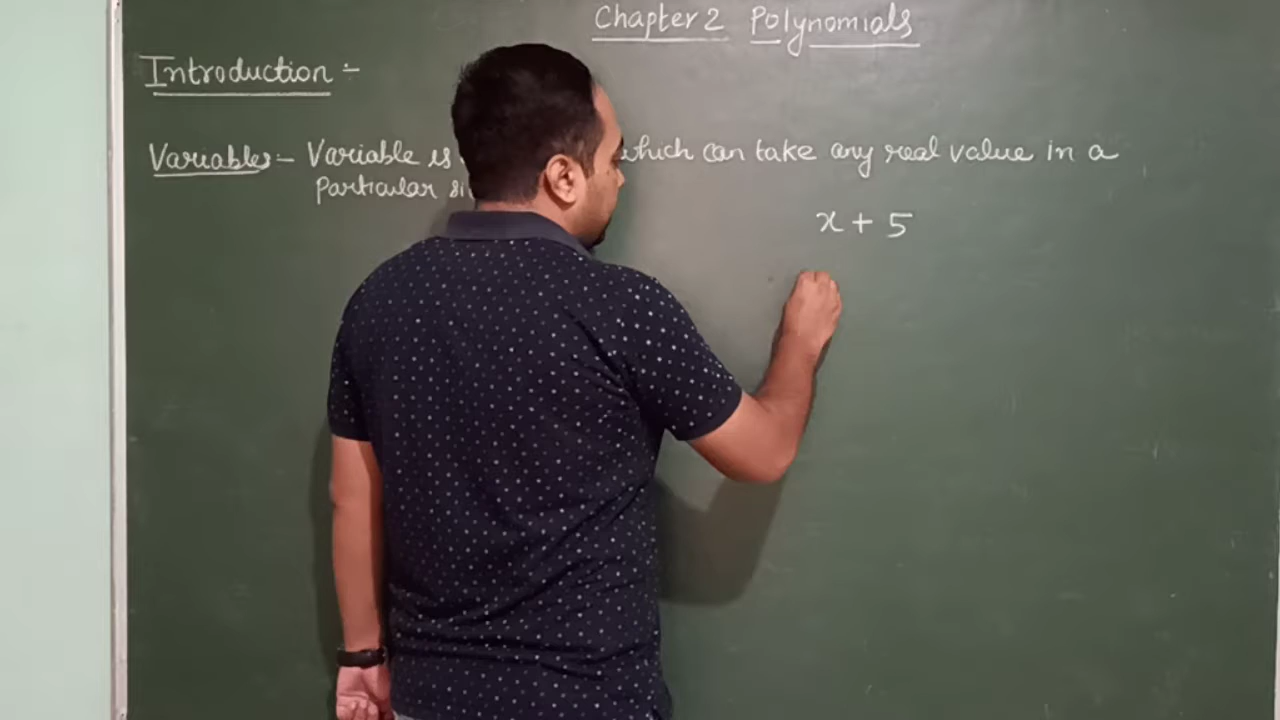 Chapter 2 Polynomials
Introduction :-
Variables:- Variable is which can take any real value in a
particular
x + 5